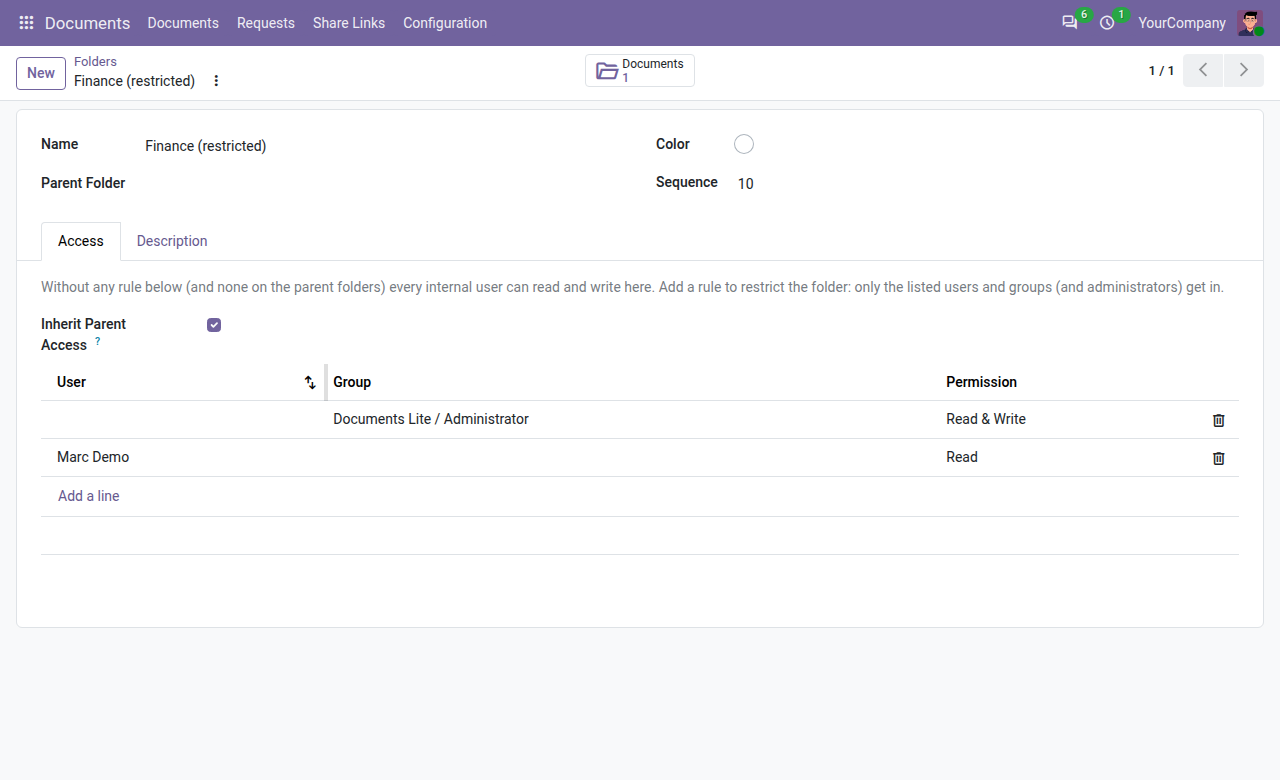 Documents Documents Requests Share Links Configuration 6 1 YourCompany
New
Folders
Finance (restricted)
Documents
1
1 / 1
Name Finance (restricted)
Color
Parent Folder
Sequence 10
Access Description
Without any rule below (and none on the parent folders) every internal user can read and write here. Add a rule to restrict the folder: only the listed users and groups (and administrators) get in.
Inherit Parent
Access ?
User Group Permission
Documents Lite / Administrator Read & Write
Marc Demo Read
Add a line